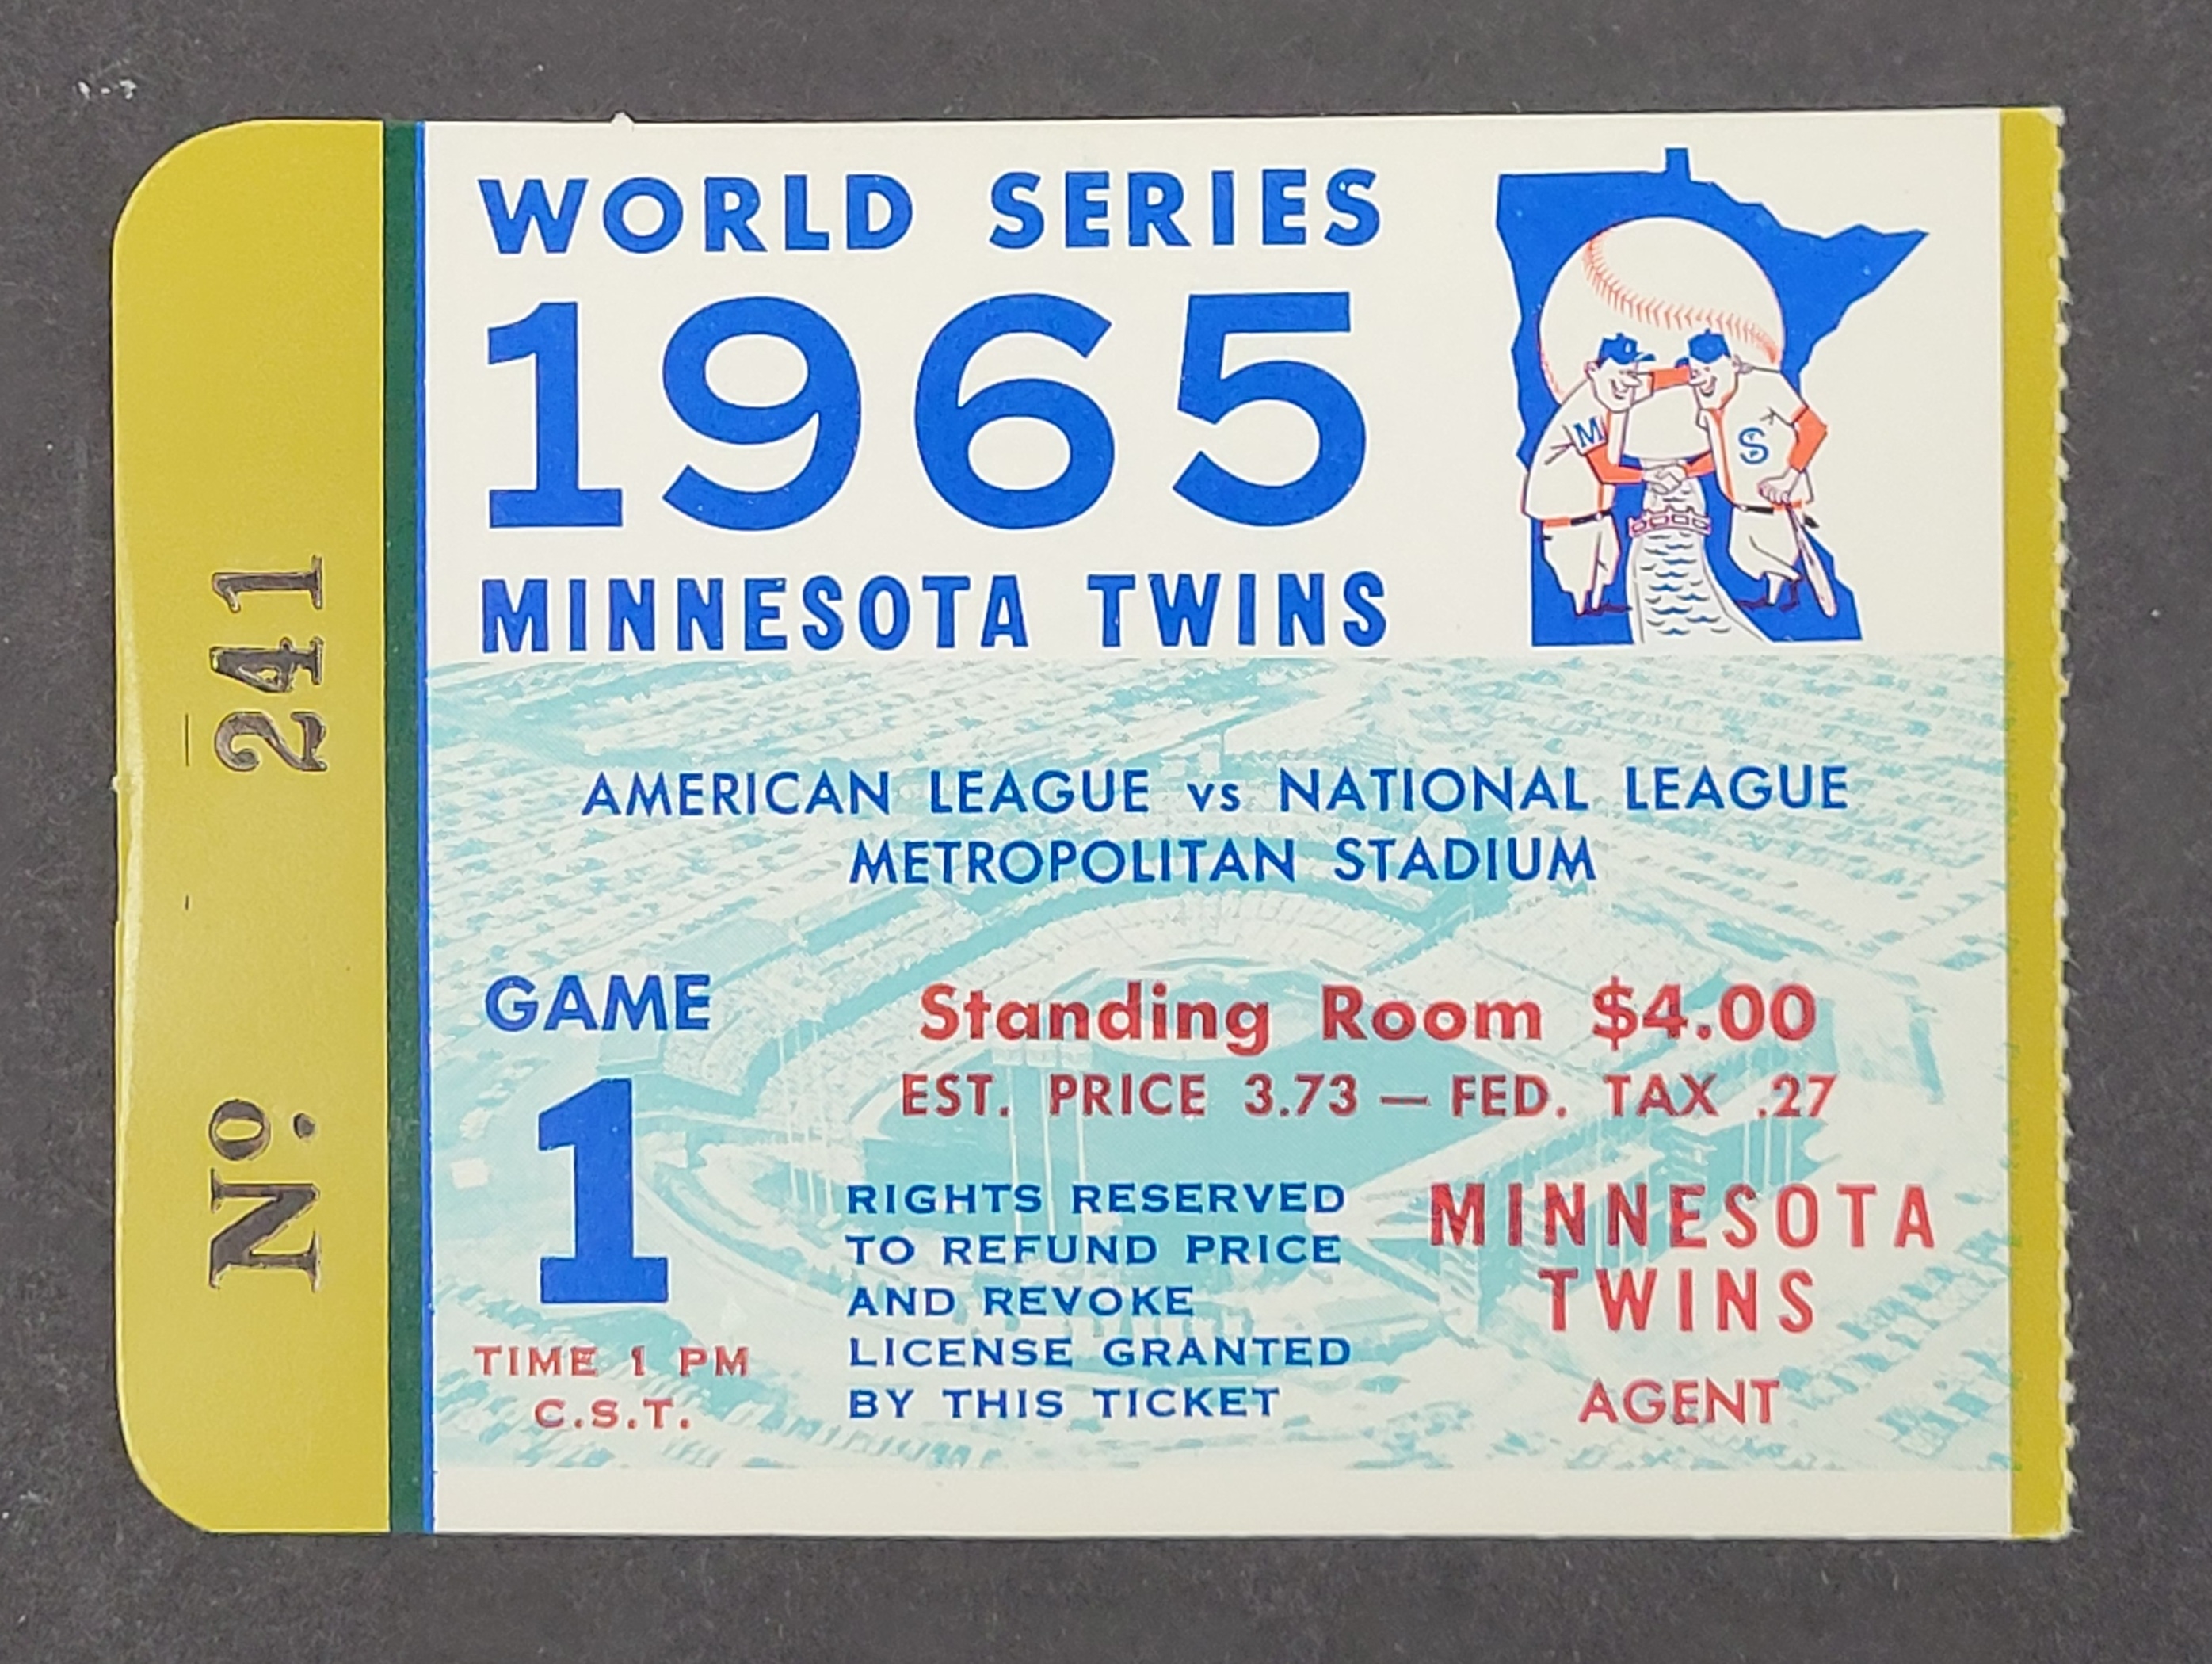 Nº. 241
WORLD SERIES
1965
MINNESOTA TWINS
M
S
AMERICAN LEAGUE vs NATIONAL LEAGUE
METROPOLITAN STADIUM
GAME
1
TIME 1 PM
C.S.T.
Standing Room $4.00
EST. PRICE 3.73 — FED. TAX .27
RIGHTS RESERVED
TO REFUND PRICE
AND REVOKE
LICENSE GRANTED
BY THIS TICKET
MINNESOTA
TWINS
AGENT